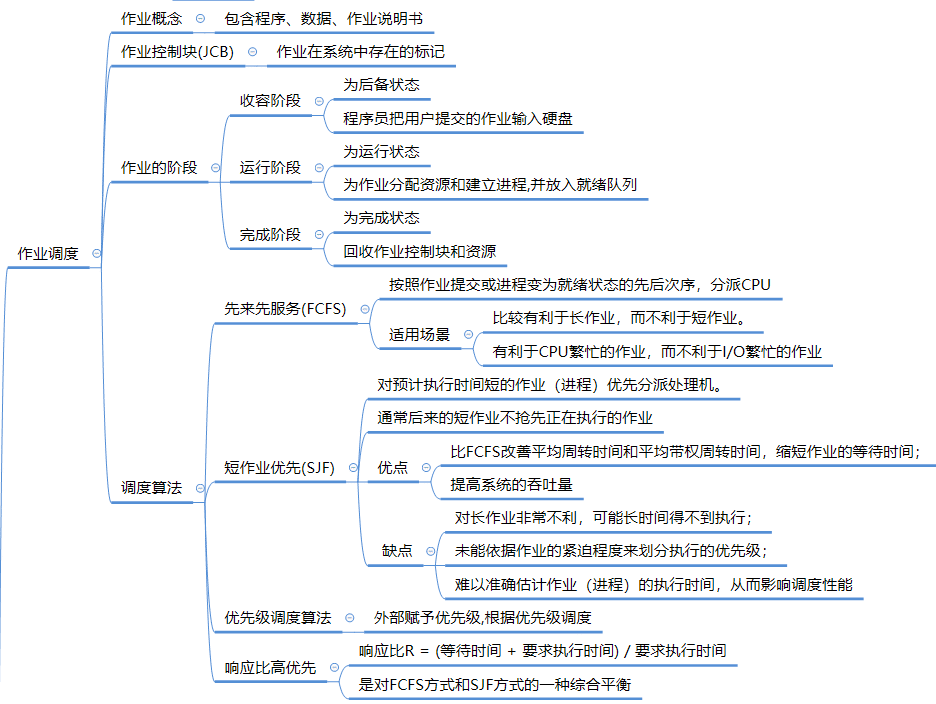 作业概念
包含程序、数据、作业说明书
作业控制块(JCB)
作业在系统中存在的标记
收容阶段
为后备状态
程序员把用户提交的作业输入硬盘
作业的阶段
运行阶段
为运行状态
为作业分配资源和建立进程,并放入就绪队列
完成阶段
为完成状态
回收作业控制块和资源
作业调度
先来先服务(FCFS)
按照作业提交或进程变为就绪状态的先后次序，分派CPU
适用场景
比较有利于长作业，而不利于短作业。
有利于CPU繁忙的作业，而不利于I/O繁忙的作业
对预计执行时间短的作业（进程）优先分派处理机。
通常后来的短作业不抢先正在执行的作业
短作业优先(SJF)
优点
比FCFS改善平均周转时间和平均带权周转时间，缩短作业的等待时间；
提高系统的吞吐量
调度算法
缺点
对长作业非常不利，可能长时间得不到执行；
未能依据作业的紧迫程度来划分执行的优先级；
难以准确估计作业（进程）的执行时间，从而影响调度性能
优先级调度算法
外部赋予优先级,根据优先级调度
响应比高优先
响应比R = (等待时间 + 要求执行时间) / 要求执行时间
是对FCFS方式和SJF方式的一种综合平衡